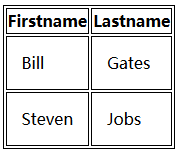 Firstname Lastname
Bill Gates
Steven Jobs